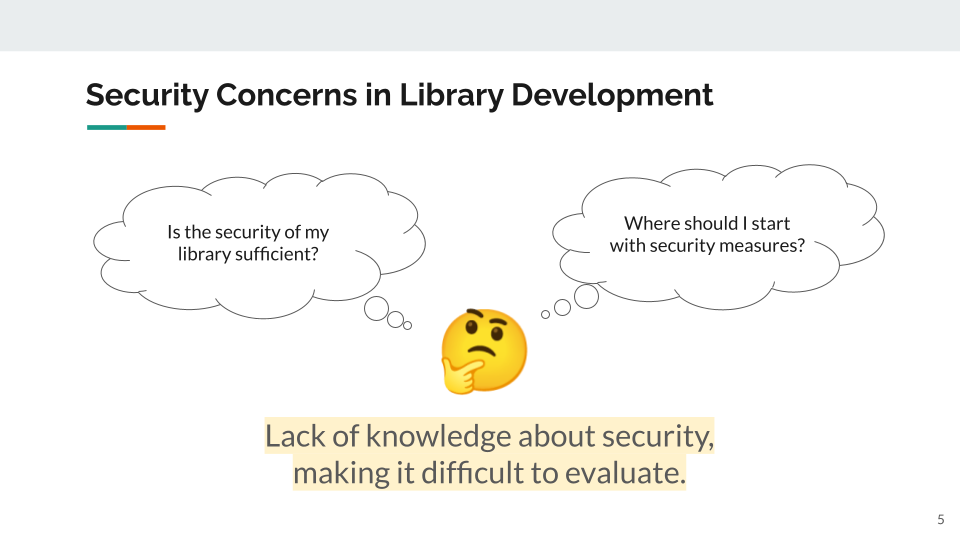 Security Concerns in Library Development
Is the security of my
library sufficient?
Where should I start
with security measures?
Lack of knowledge about security,
making it difficult to evaluate.
5